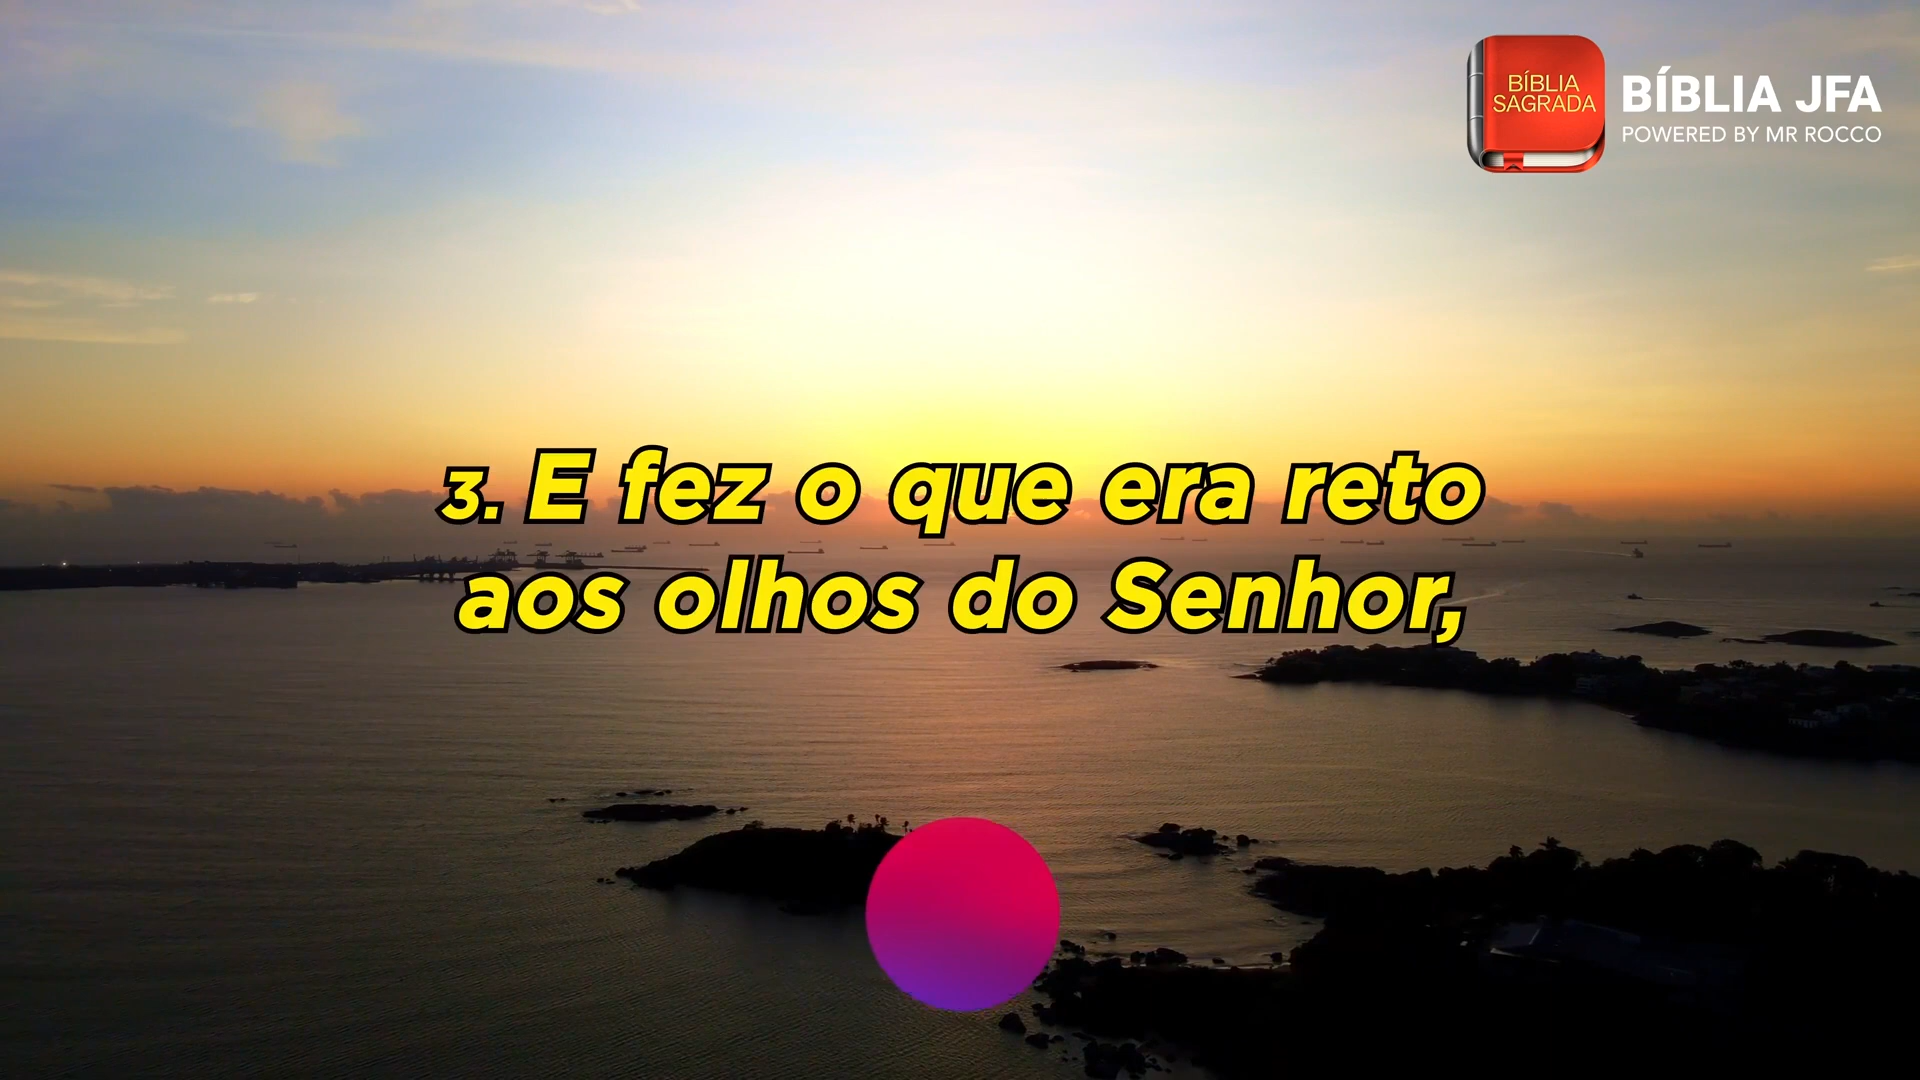 BÍBLIA
SAGRADA
BÍBLIA JFA
POWERED BY MR ROCCO
3. E fez o que era reto
aos olhos do Senhor,